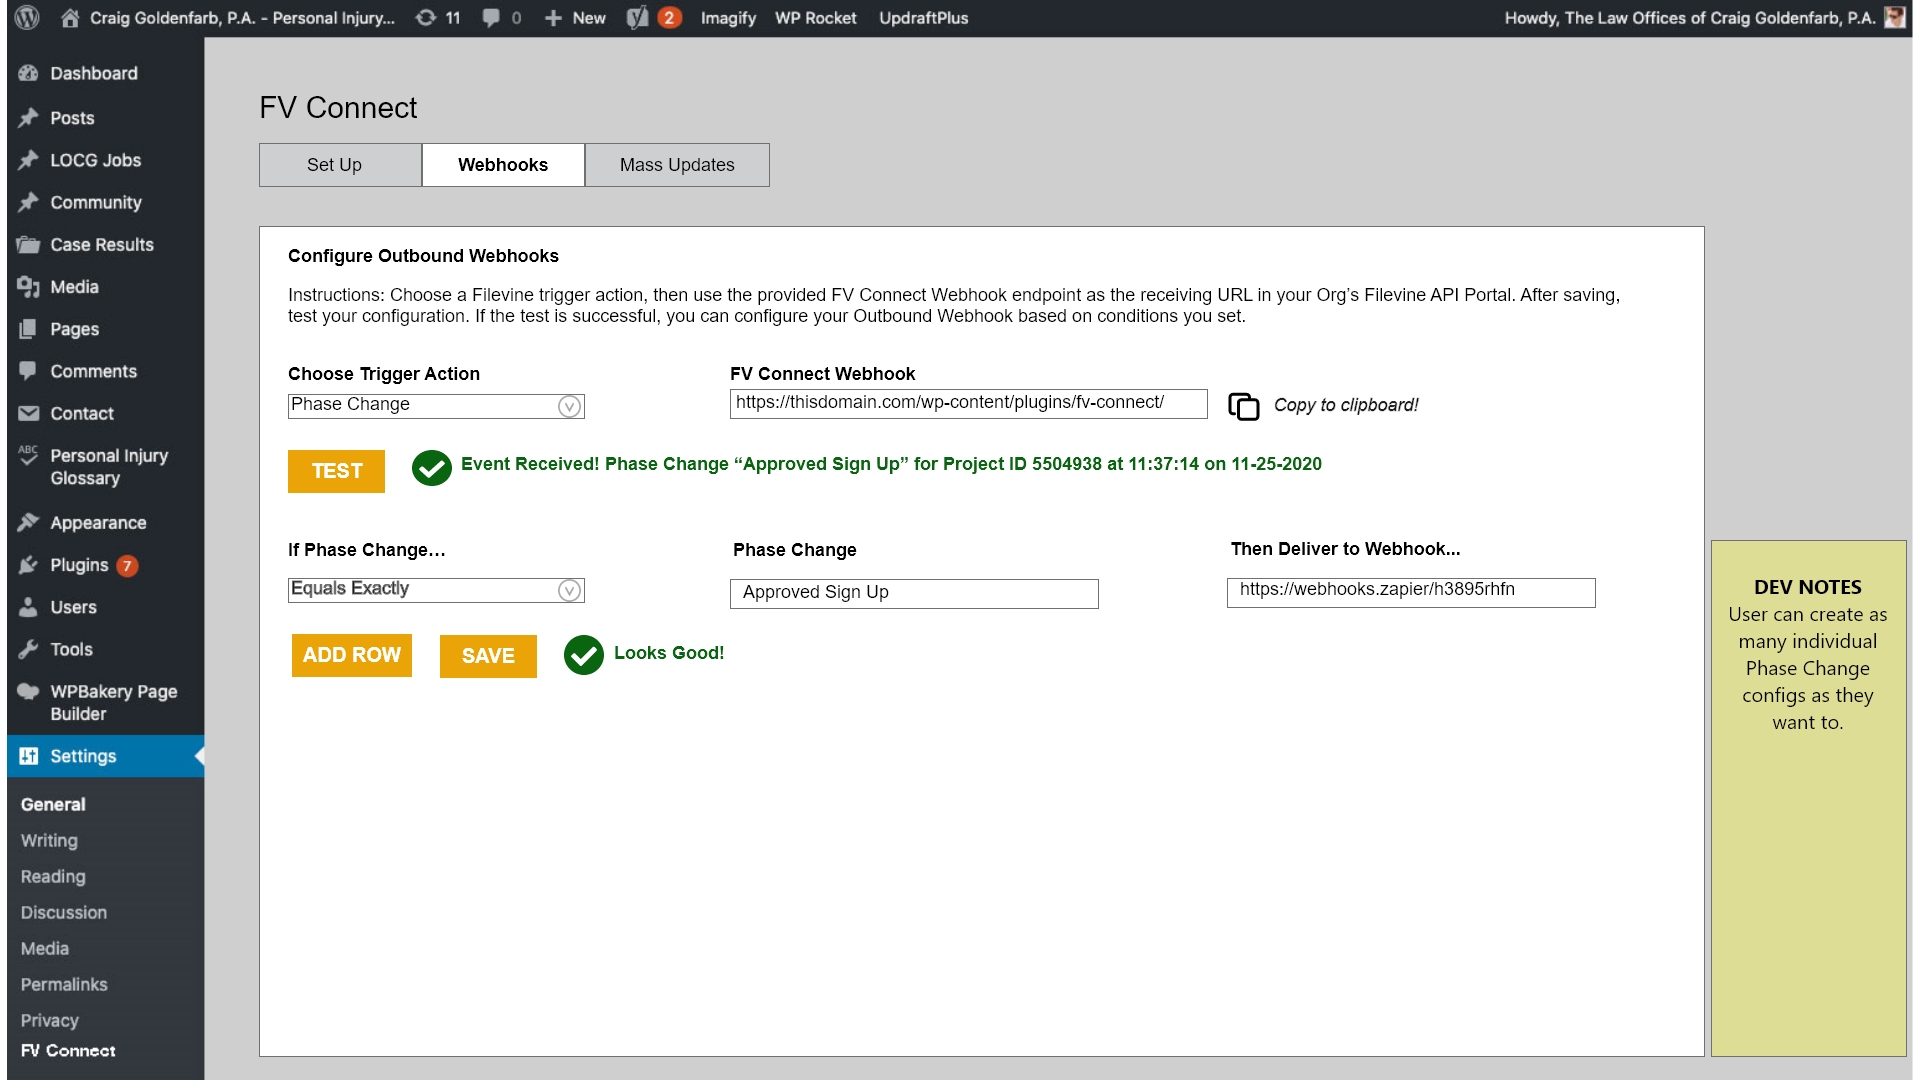 Craig Goldenfarb, P.A. - Personal Injury... 11 0 New 2 Imagify WP Rocket UpdraftPlus Howdy, The Law Offices of Craig Goldenfarb, P.A.
Dashboard
Posts
LOCG Jobs
Community
Case Results
Media
Pages
Comments
Contact
ABC
Personal Injury
Glossary
Appearance
Plugins 7
Users
Tools
WPBakery Page
Builder
Settings
General
Writing
Reading
Discussion
Media
Permalinks
Privacy
FV Connect
FV Connect
Set Up Webhooks Mass Updates
Configure Outbound Webhooks
Instructions: Choose a Filevine trigger action, then use the provided FV Connect Webhook endpoint as the receiving URL in your Org’s Filevine API Portal. After saving,
test your configuration. If the test is successful, you can configure your Outbound Webhook based on conditions you set.
Choose Trigger Action FV Connect Webhook
Phase Change V https://thisdomain.com/wp-content/plugins/fv-connect/ Copy to clipboard!
TEST Event Received! Phase Change “Approved Sign Up” for Project ID 5504938 at 11:37:14 on 11-25-2020
If Phase Change… Phase Change Then Deliver to Webhook...
Equals Exactly V Approved Sign Up https://webhooks.zapier/h3895rhfn
ADD ROW SAVE Looks Good!
DEV NOTES
User can create as
many individual
Phase Change
configs as they
want to.